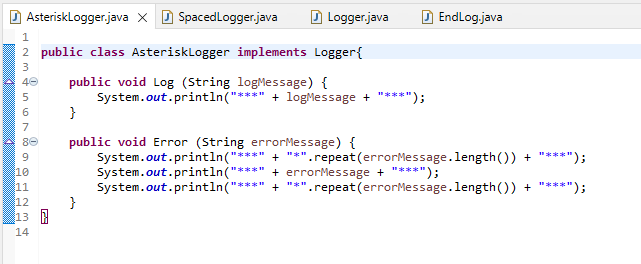 AsteriskLogger.java SpacedLogger.java Logger.java EndLog.java
1
2 public class AsteriskLogger implements Logger{
3
4 public void Log (String logMessage) {
5 System.out.println("***" + logMessage + "***");
6 }
7
8 public void Error (String errorMessage) {
9 System.out.println("***" + "*".repeat(errorMessage.length()) + "***");
10 System.out.println("***" + errorMessage + "***");
11 System.out.println("***" + "*".repeat(errorMessage.length()) + "***");
12 }
13 }
14